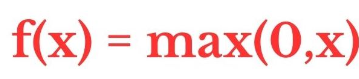 f(x) = max(0,x)